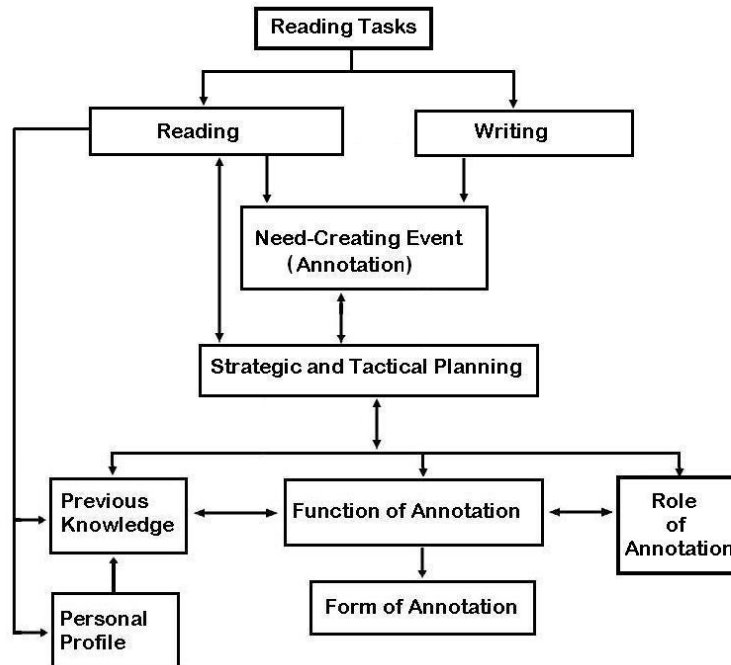 Reading Tasks
Reading
Writing
Need-Creating Event
(Annotation)
Strategic and Tactical Planning
Previous
Knowledge
Function of Annotation
Role
of
Annotation
Form of Annotation
Personal
Profile